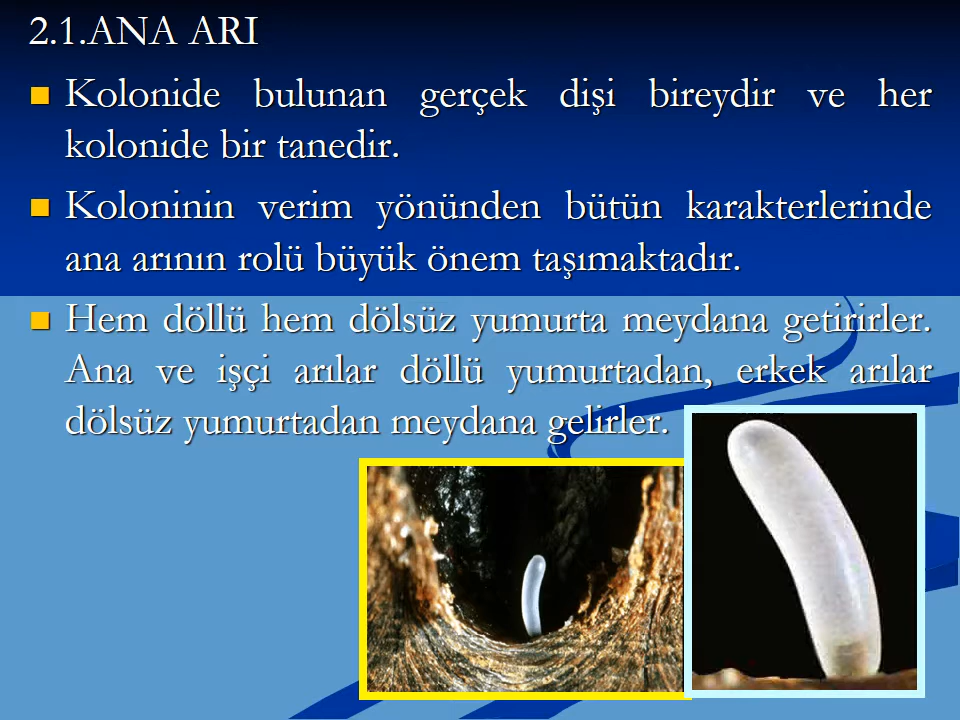 2.1.ANA ARI
Kolonide bulunan gerçek dişi bireydir ve her
kolonide bir tanedir.
Koloninin verim yönünden bütün karakterlerinde
ana arının rolü büyük önem taşımaktadır.
Hem döllü hem dölsüz yumurta meydana getirirler.
Ana ve işçi arılar döllü yumurtadan, erkek arılar
dölsüz yumurtadan meydana gelirler.